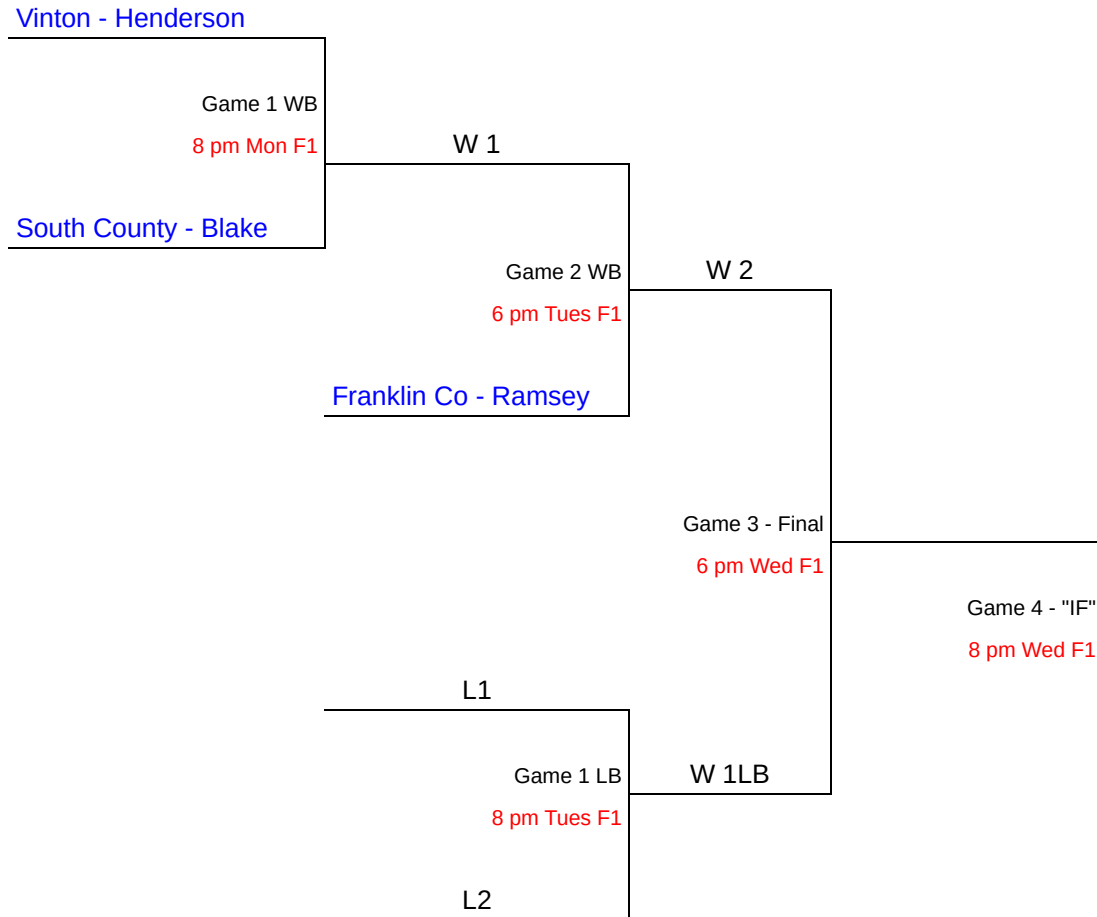 Vinton - Henderson
Game 1 WB
8 pm Mon F1
W 1
South County - Blake
Game 2 WB
W 2
6 pm Tues F1
Franklin Co - Ramsey
Game 3 - Final
6 pm Wed F1
Game 4 - "IF"
8 pm Wed F1
L1
Game 1 LB
W 1LB
8 pm Tues F1
L2